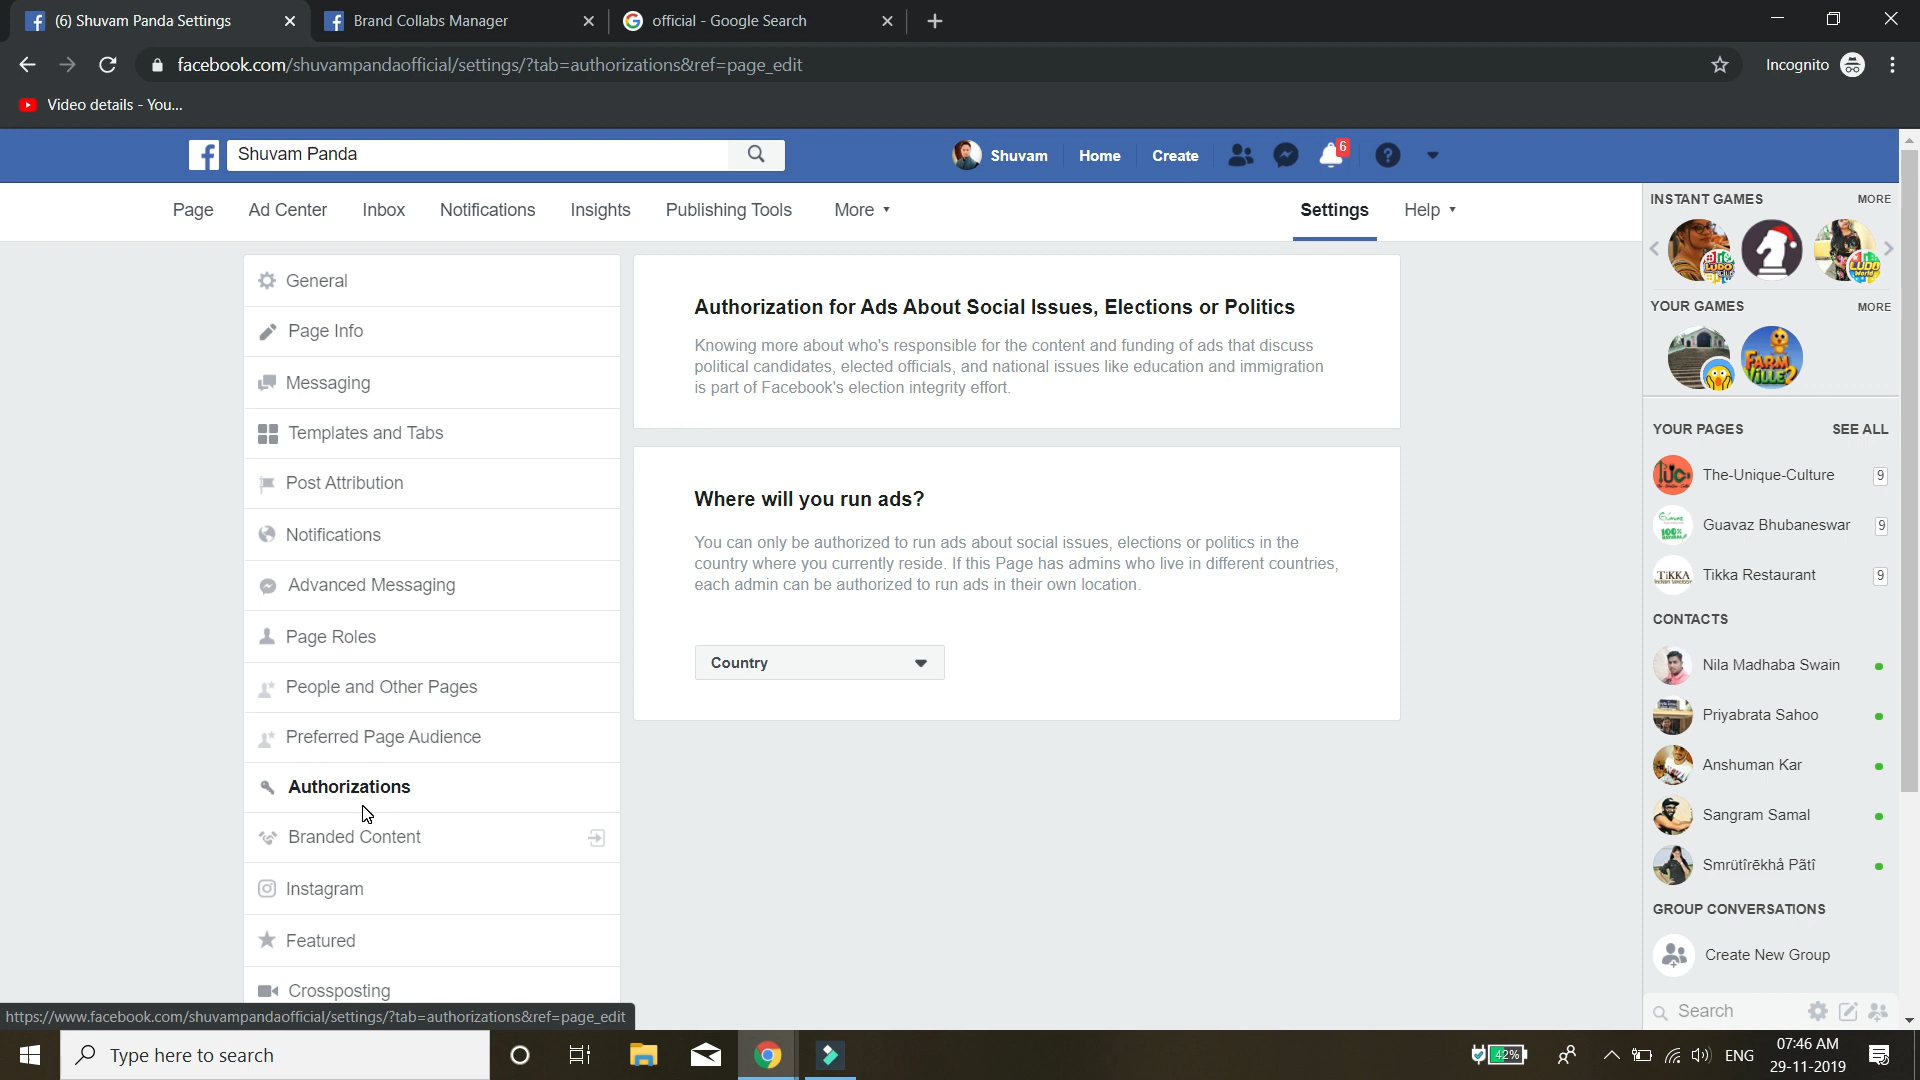 (6) Shuvam Panda Settings
Brand Collabs Manager
official - Google Search
facebook.com/shuvampandaofficial/settings/?tab=authorizations&ref=page_edit
Incognito
Video details - You...
Shuvam Panda
Shuvam
Home
Create
6
Page
Ad Center
Inbox
Notifications
Insights
Publishing Tools
More
Settings
Help
General
Page Info
Messaging
Templates and Tabs
Post Attribution
Notifications
Advanced Messaging
Page Roles
People and Other Pages
Preferred Page Audience
Authorizations
Branded Content
Instagram
Featured
Crossposting
Authorization for Ads About Social Issues, Elections or Politics
Knowing more about who's responsible for the content and funding of ads that discuss
political candidates, elected officials, and national issues like education and immigration
is part of Facebook's election integrity effort.
Where will you run ads?
You can only be authorized to run ads about social issues, elections or politics in the
country where you currently reside. If this Page has admins who live in different countries,
each admin can be authorized to run ads in their own location.
Country
INSTANT GAMES
MORE
YOUR GAMES
MORE
FARM
VILLE 2
YOUR PAGES
SEE ALL
The-Unique-Culture
9
Guavaz Bhubaneswar
9
Tikka Restaurant
9
CONTACTS
Nila Madhaba Swain
Priyabrata Sahoo
Anshuman Kar
Sangram Samal
Smrütîrëkhå Pãtî
GROUP CONVERSATIONS
Create New Group
Search
https://www.facebook.com/shuvampandaofficial/settings/?tab=authorizations&ref=page_edit
Type here to search
42%
ENG
07:46 AM
29-11-2019